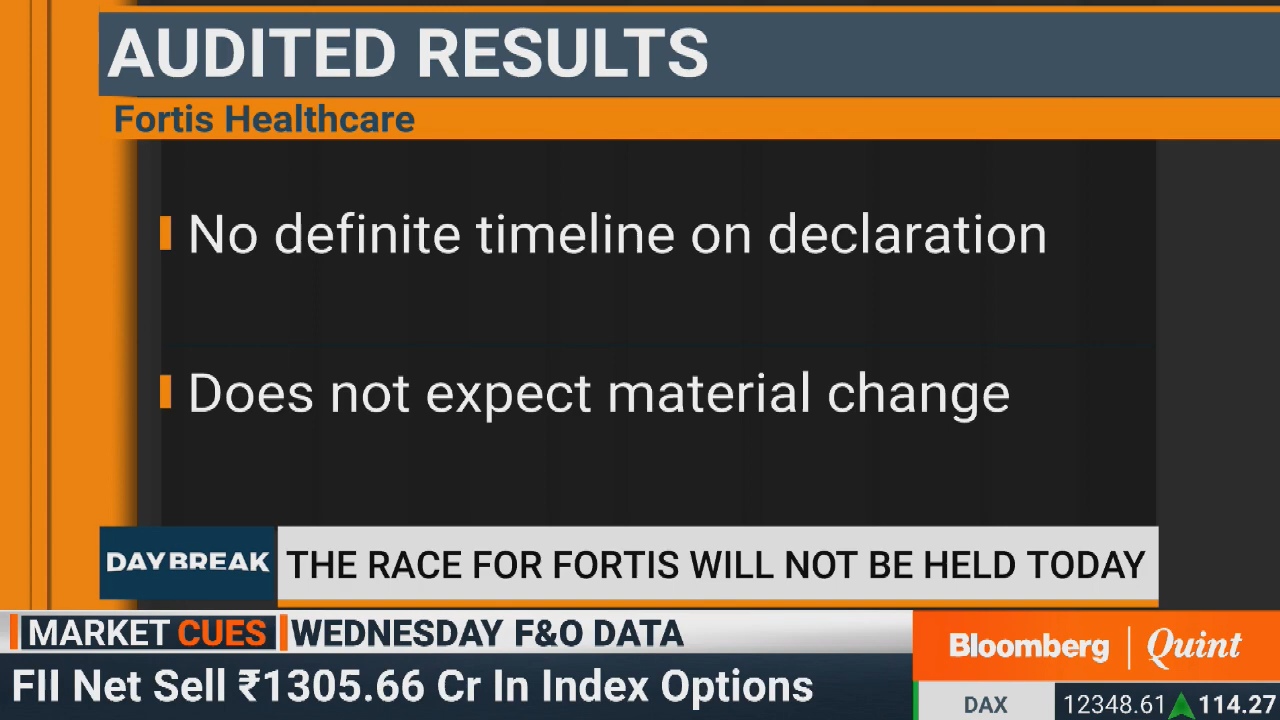 AUDITED RESULTS
Fortis Healthcare
No definite timeline on declaration
Does not expect material change
DAYBREAK THE RACE FOR FORTIS WILL NOT BE HELD TODAY
MARKET CUES WEDNESDAY F&O DATA
FII Net Sell ₹1305.66 Cr In Index Options
Bloomberg | Quint
DAX 12348.61 114.27